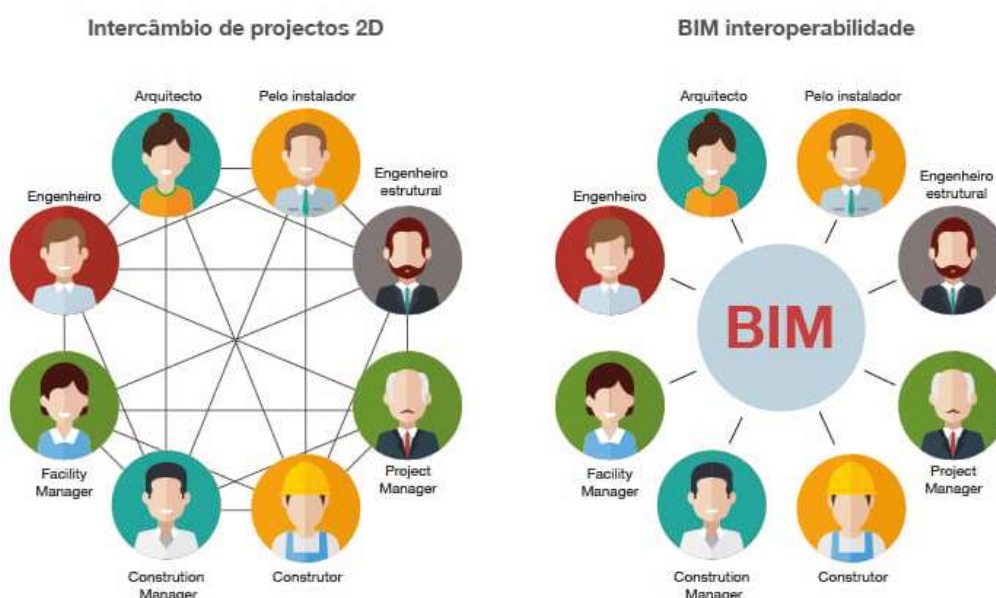 Intercâmbio de projectos 2D
Arquitecto
Pelo instalador
Engenheiro
Engenheiro
estrutural
Facility
Manager
Project
Manager
Constrution
Manager
Construtor
BIM interoperabilidade
Arquitecto
Pelo instalador
Engenheiro
Engenheiro
estrutural
BIM
Facility
Manager
Project
Manager
Constrution
Manager
Construtor